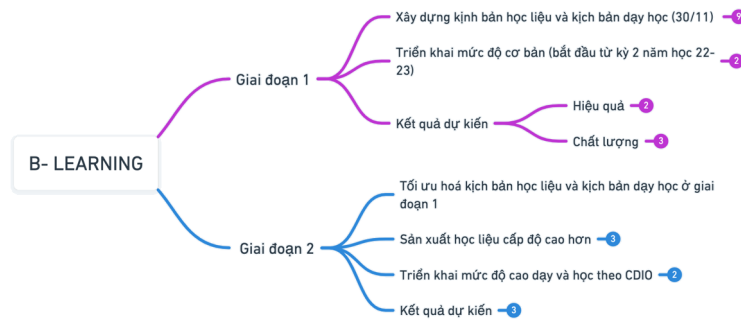 B- LEARNING
Giai đoạn 1
Xây dựng kịnh bản học liệu và kịch bản dạy học (30/11)
9
Triển khai mức độ cơ bản (bắt đầu từ kỳ 2 năm học 22-
23)
2
Kết quả dự kiến
Hiệu quả
2
Chất lượng
3
Giai đoạn 2
Tối ưu hoá kịch bản học liệu và kịch bản dạy học ở giai
đoạn 1
Sản xuất học liệu cấp độ cao hơn
3
Triển khai mức độ cao dạy và học theo CDIO
2
Kết quả dự kiến
3